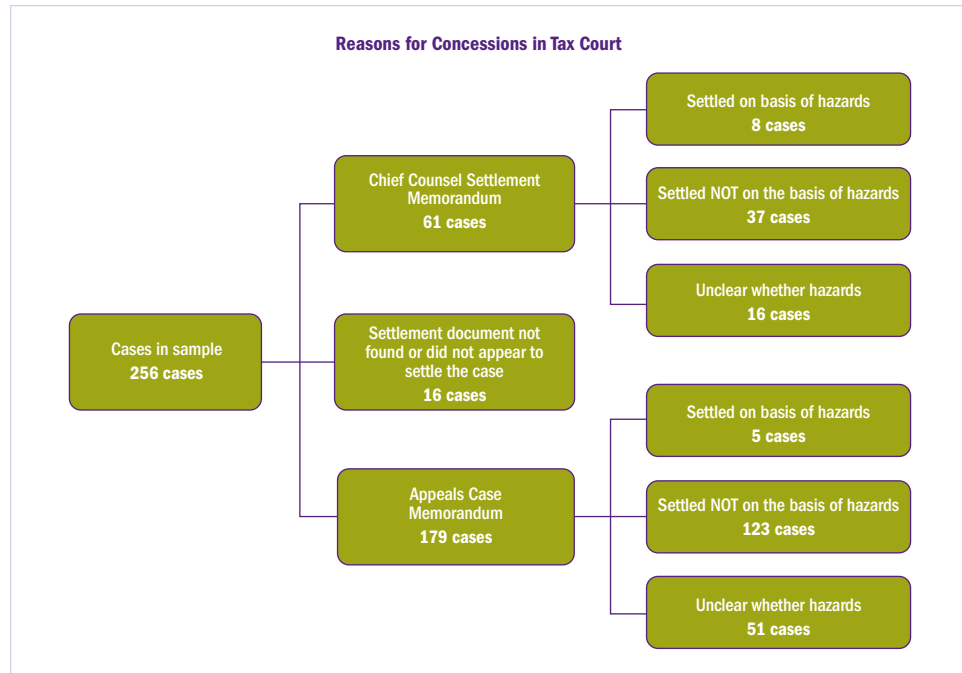 Reasons for Concessions in Tax Court
Cases in sample
256 cases
Chief Counsel Settlement
Memorandum
61 cases
Settled on basis of hazards
8 cases
Settled NOT on the basis of hazards
37 cases
Unclear whether hazards
16 cases
Settlement document not
found or did not appear to
settle the case
16 cases
Appeals Case
Memorandum
179 cases
Settled on basis of hazards
5 cases
Settled NOT on the basis of hazards
123 cases
Unclear whether hazards
51 cases